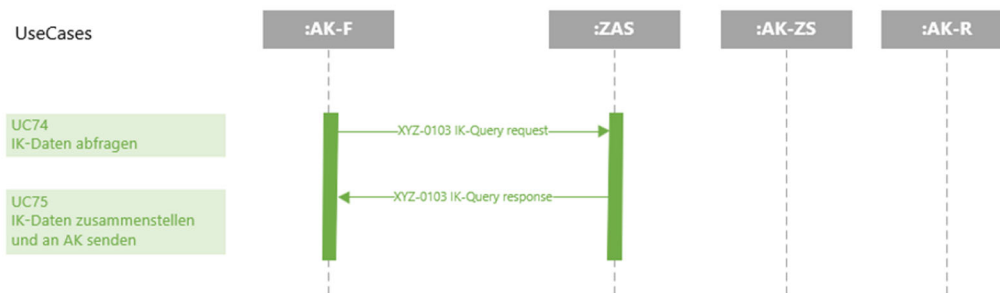 UseCases
:AK-F
:ZAS
:AK-ZS
:AK-R
UC74
IK-Daten abfragen
XYZ-0103 IK-Query request
UC75
IK-Daten zusammenstellen
und an AK senden
XYZ-0103 IK-Query response